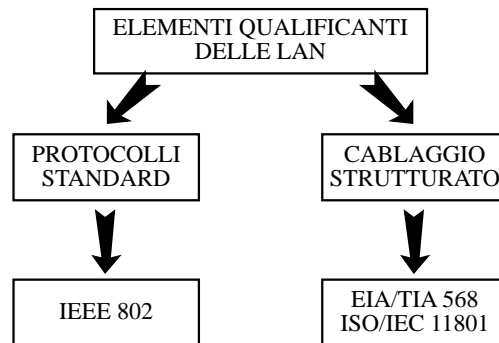 ELEMENTI QUALIFICANTI
DELLE LAN
PROTOCOLLI
STANDARD
CABLAGGIO
STRUTTURATO
IEEE 802
EIA/TIA 568
ISO/IEC 11801